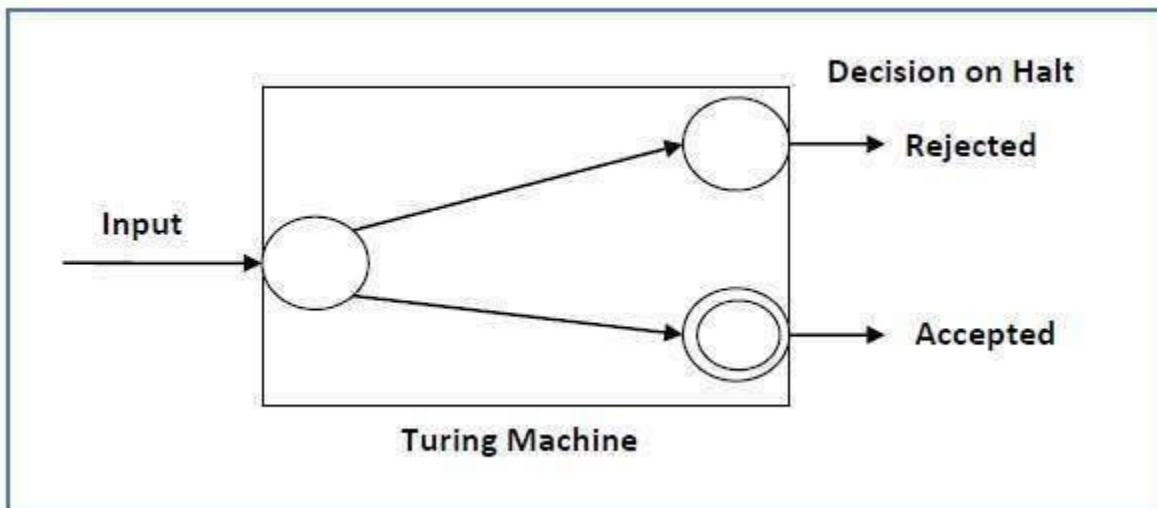 Decision on Halt
Rejected
Input
Accepted
Turing Machine